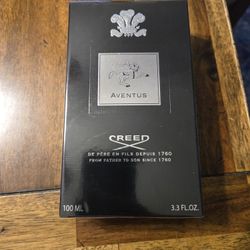 AVENTUS
CREED
DE PÈRE EN FILS DEPUIS 1760
FROM FATHER TO SON SINCE 1760
100 ML 3.3 FL.OZ.